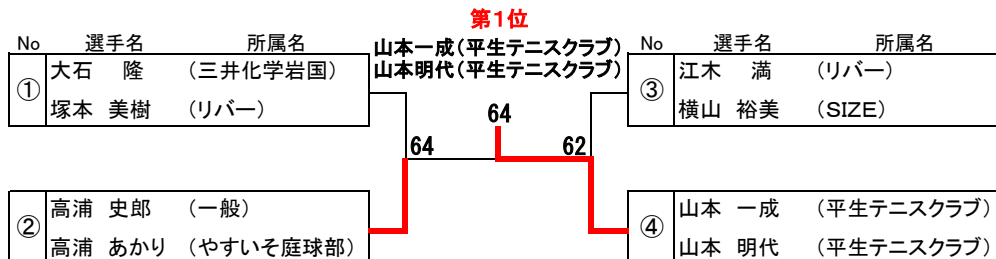 第1位
山本一成(平生テニスクラブ)
山本明代(平生テニスクラブ)
No 選手名 所属名
① 大石 隆 (三井化学岩国)
塚本 美樹 (リバー)
② 高浦 史郎 (一般)
高浦 あかり (やすいそ庭球部)
64
64
62
No 選手名 所属名
③ 江木 満 (リバー)
横山 裕美 (SIZE)
④ 山本 一成 (平生テニスクラブ)
山本 明代 (平生テニスクラブ)